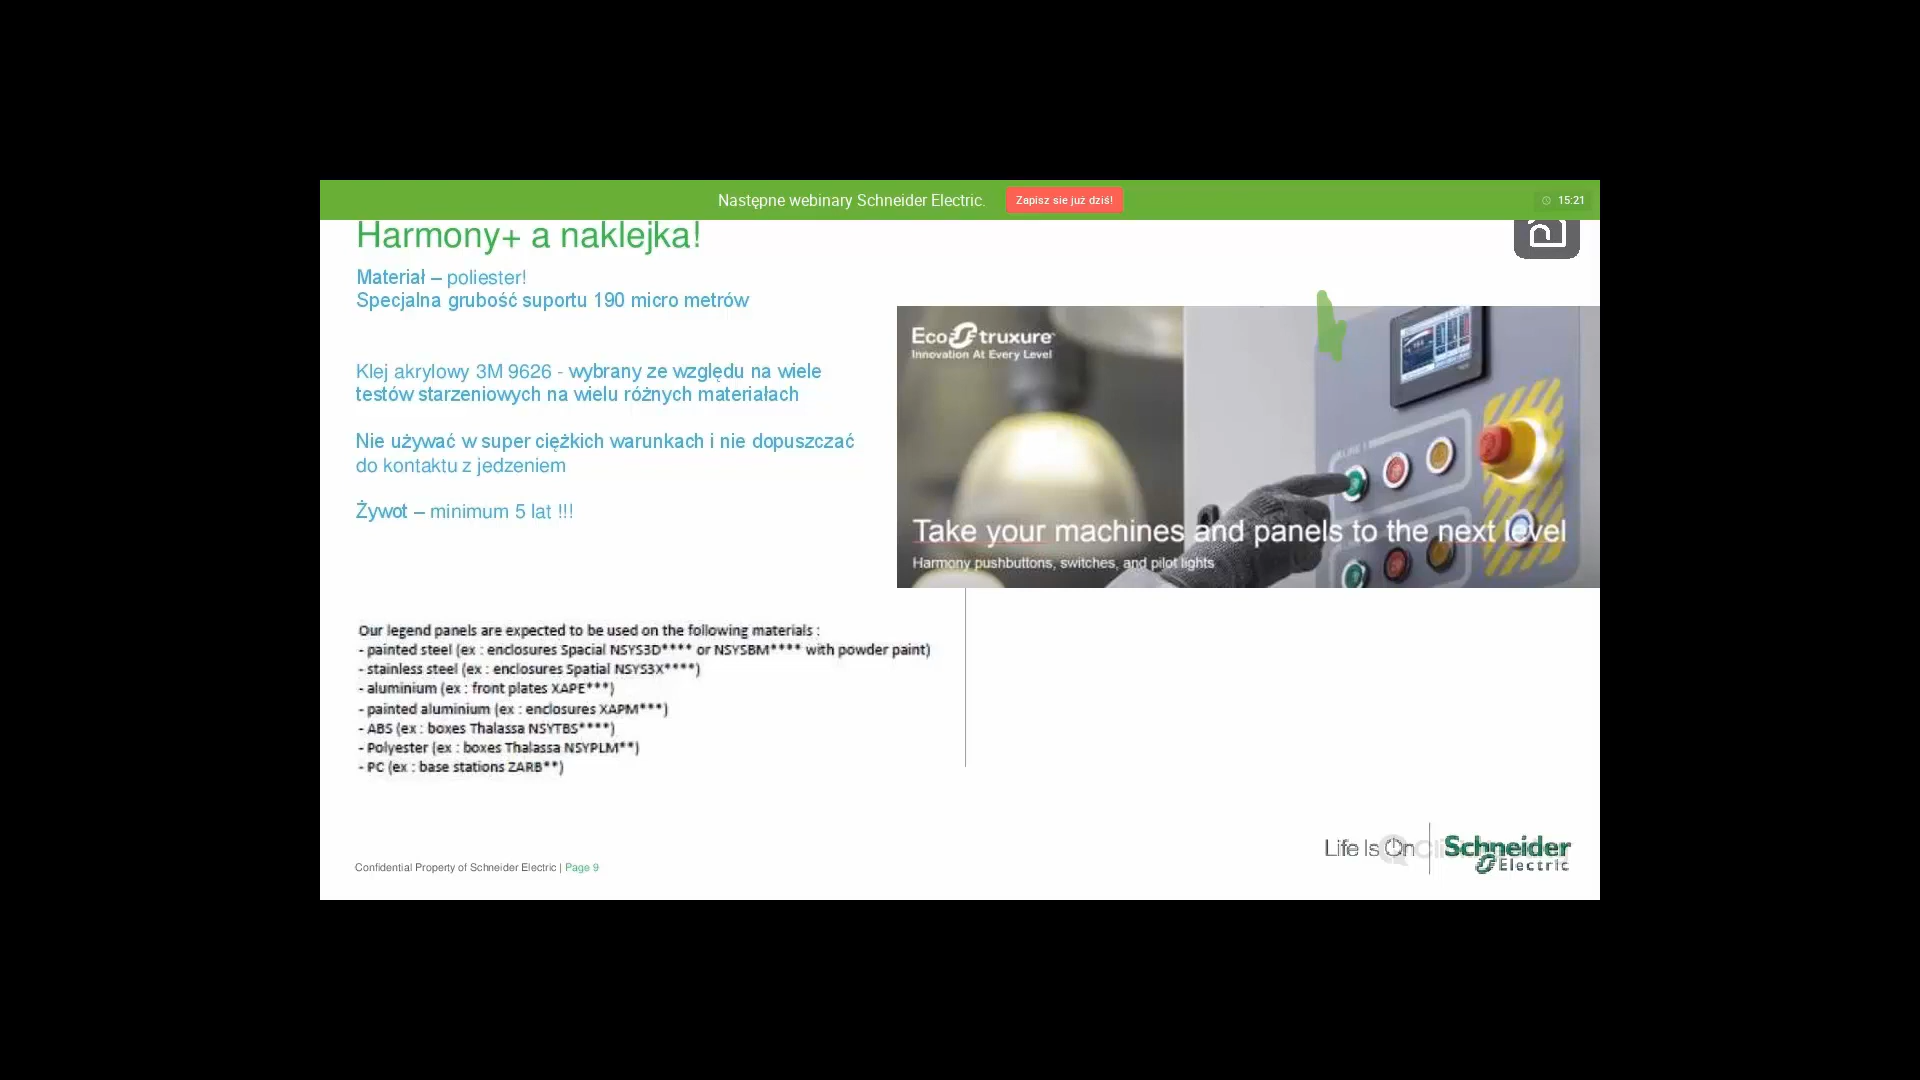 Następne webinary Schneider Electric.
Zapisz sie już dziś!
15:21
Harmony+ a naklejka!
Materiał – poliester!
Specjalna grubość suportu 190 micro metrów
Klej akrylowy 3M 9626 - wybrany ze względu na wiele
testów starzeniowych na wielu różnych materiałach
Nie używać w super ciężkich warunkach i nie dopuszczać
do kontaktu z jedzeniem
Żywot – minimum 5 lat !!!
EcoStruxure
Innovation At Every Level
Take your machines and panels to the next level
Harmony pushbuttons, switches, and pilot lights
Our legend panels are expected to be used on the following materials :
- painted steel (ex : enclosures Spacial NSYS3D**** or NSYSBM**** with powder paint)
- stainless steel (ex : enclosures Spatial NSYS3X****)
- aluminium (ex : front plates XAPE***)
- painted aluminium (ex : enclosures XAPM***)
- ABS (ex : boxes Thalassa NSYTBS****)
- Polyester (ex : boxes Thalassa NSYPLM**)
- PC (ex : base stations ZARB**)
Confidential Property of Schneider Electric | Page 9
Life Is On
Schneider
Electric